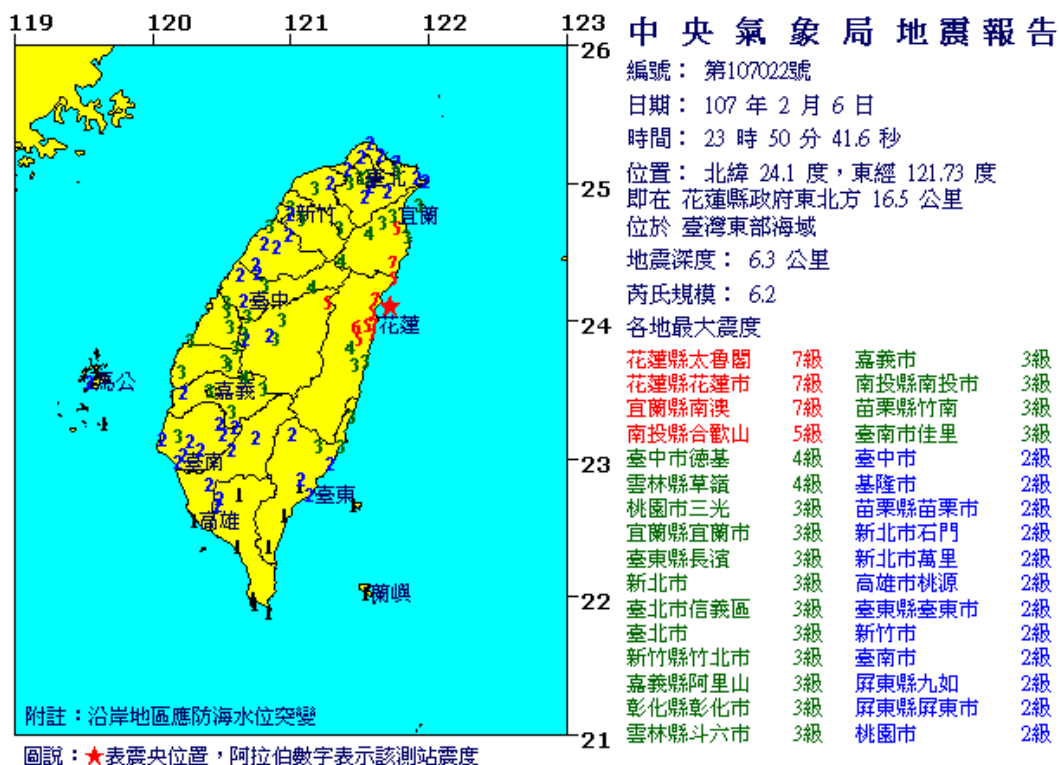 119 120 121 122 123
26
25
24
23
22
21
臺北
新竹
宜蘭
臺中
花蓮
馬公
嘉義
臺南
臺東
高雄
蘭嶼
附註：沿岸地區應防海水位突變
圖說：★表震央位置，阿拉伯數字表示該測站震度
中央氣象局地震報告
編號： 第107022號
日期： 107 年 2 月 6 日
時間： 23 時 50 分 41.6 秒
位置： 北緯 24.1 度，東經 121.73 度
即在 花蓮縣政府東北方 16.5 公里
位於 臺灣東部海域
地震深度： 6.3 公里
芮氏規模： 6.2
各地最大震度
花蓮縣太魯閣 7級 嘉義市 3級
花蓮縣花蓮市 7級 南投縣南投市 3級
宜蘭縣南澳 7級 苗栗縣竹南 3級
南投縣合歡山 5級 臺南市佳里 3級
臺中市德基 4級 臺中市 2級
雲林縣草嶺 4級 基隆市 2級
桃園市三光 3級 苗栗縣苗栗市 2級
宜蘭縣宜蘭市 3級 新北市石門 2級
臺東縣長濱 3級 新北市萬里 2級
新北市 3級 高雄市桃源 2級
臺北市信義區 3級 臺東縣臺東市 2級
臺北市 3級 新竹市 2級
新竹縣竹北市 3級 臺南市 2級
嘉義縣阿里山 3級 屏東縣九如 2級
彰化縣彰化市 3級 屏東縣屏東市 2級
雲林縣斗六市 3級 桃園市 2級